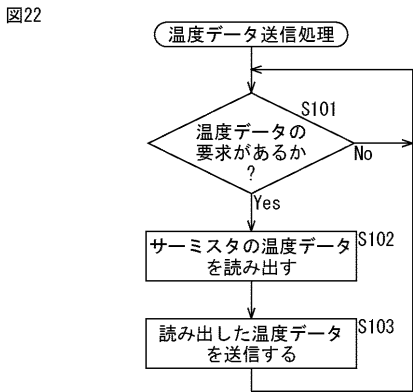 図22
温度データ送信処理
S101
温度データの
要求があるか
?
No
Yes
S102
サーミスタの温度データ
を読み出す
S103
読み出した温度データ
を送信する